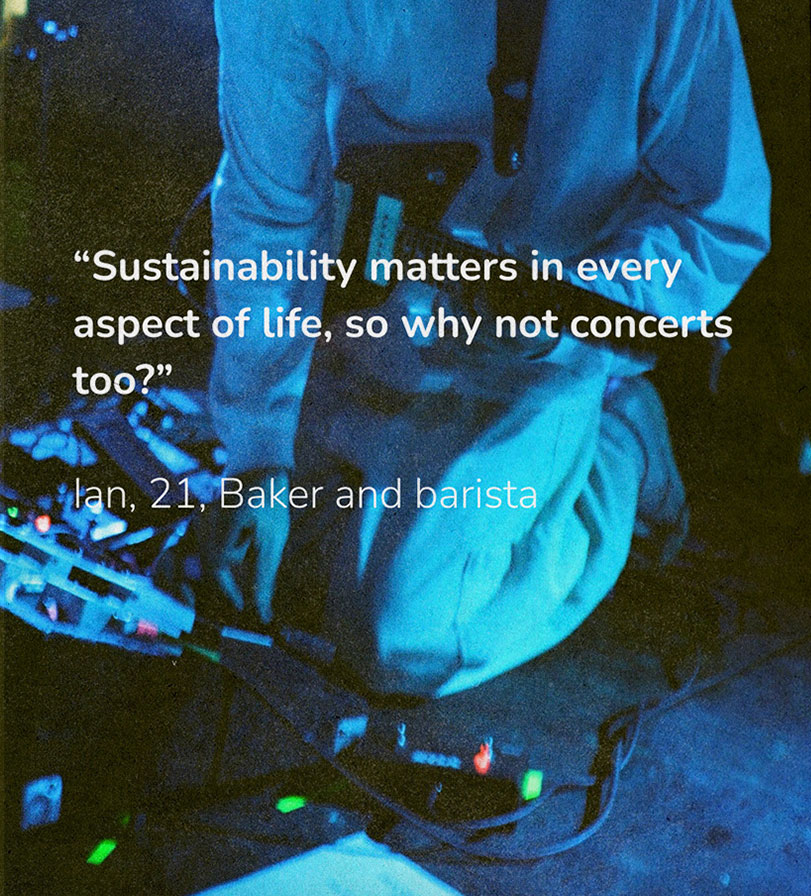 “Sustainability matters in every
aspect of life, so why not concerts
too?”
Ian, 21, Baker and barista